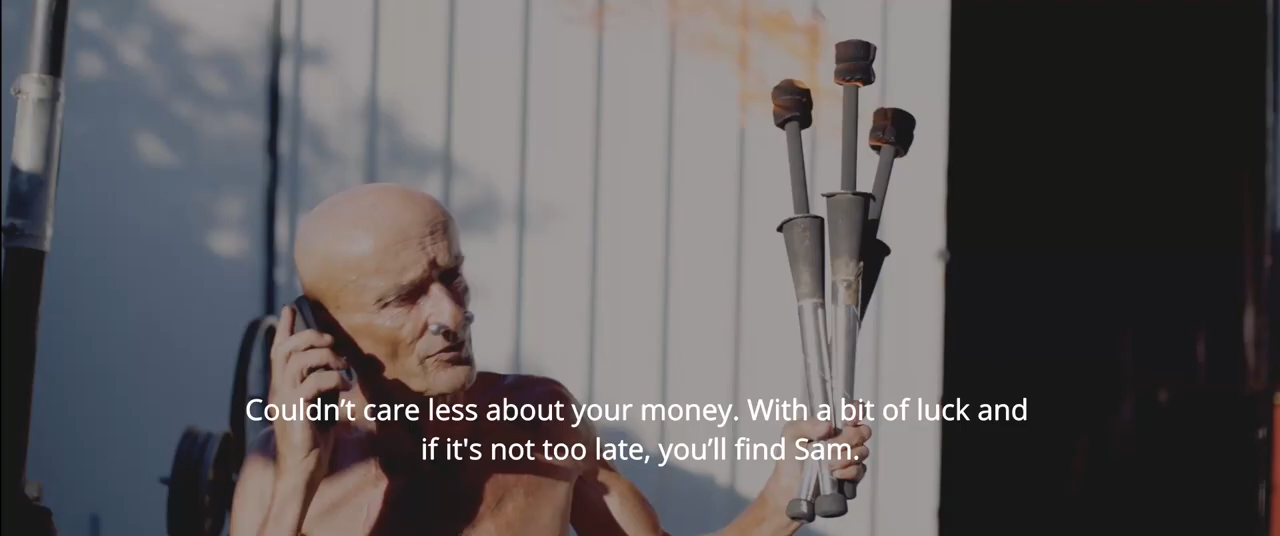 Couldn’t care less about your money. With a bit of luck and
if it's not too late, you’ll find Sam.